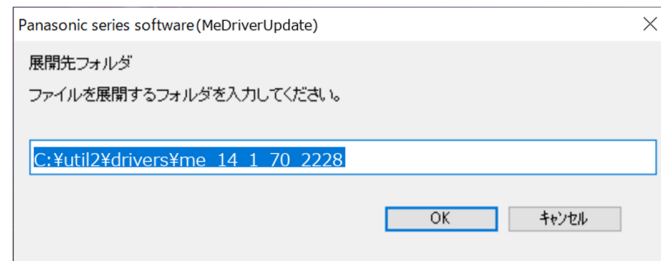 Panasonic series software(MeDriverUpdate)
展開先フォルダ
ファイルを展開するフォルダを入力してください。
C:¥util2¥drivers¥me_14_1_70_2228
OK キャンセル